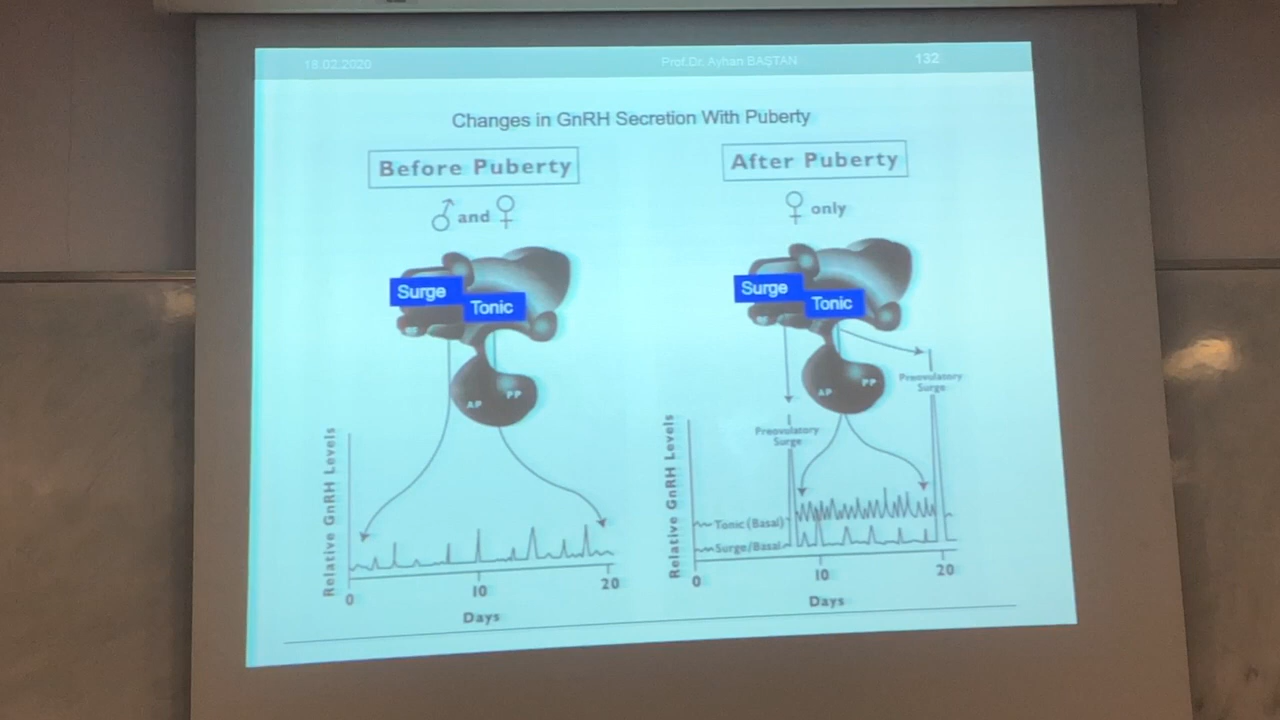 18.02.2020
Prof.Dr. Ayhan BAŞTAN
132
Changes in GnRH Secretion With Puberty
Before Puberty
♂ and ♀
Surge
Tonic
AP
PP
Relative GnRH Levels
0
10
20
Days
After Puberty
♀ only
Surge
Tonic
AP
PP
Preovulatory
Surge
Preovulatory
Surge
Relative GnRH Levels
Tonic (Basal)
Surge/Basal
0
10
20
Days